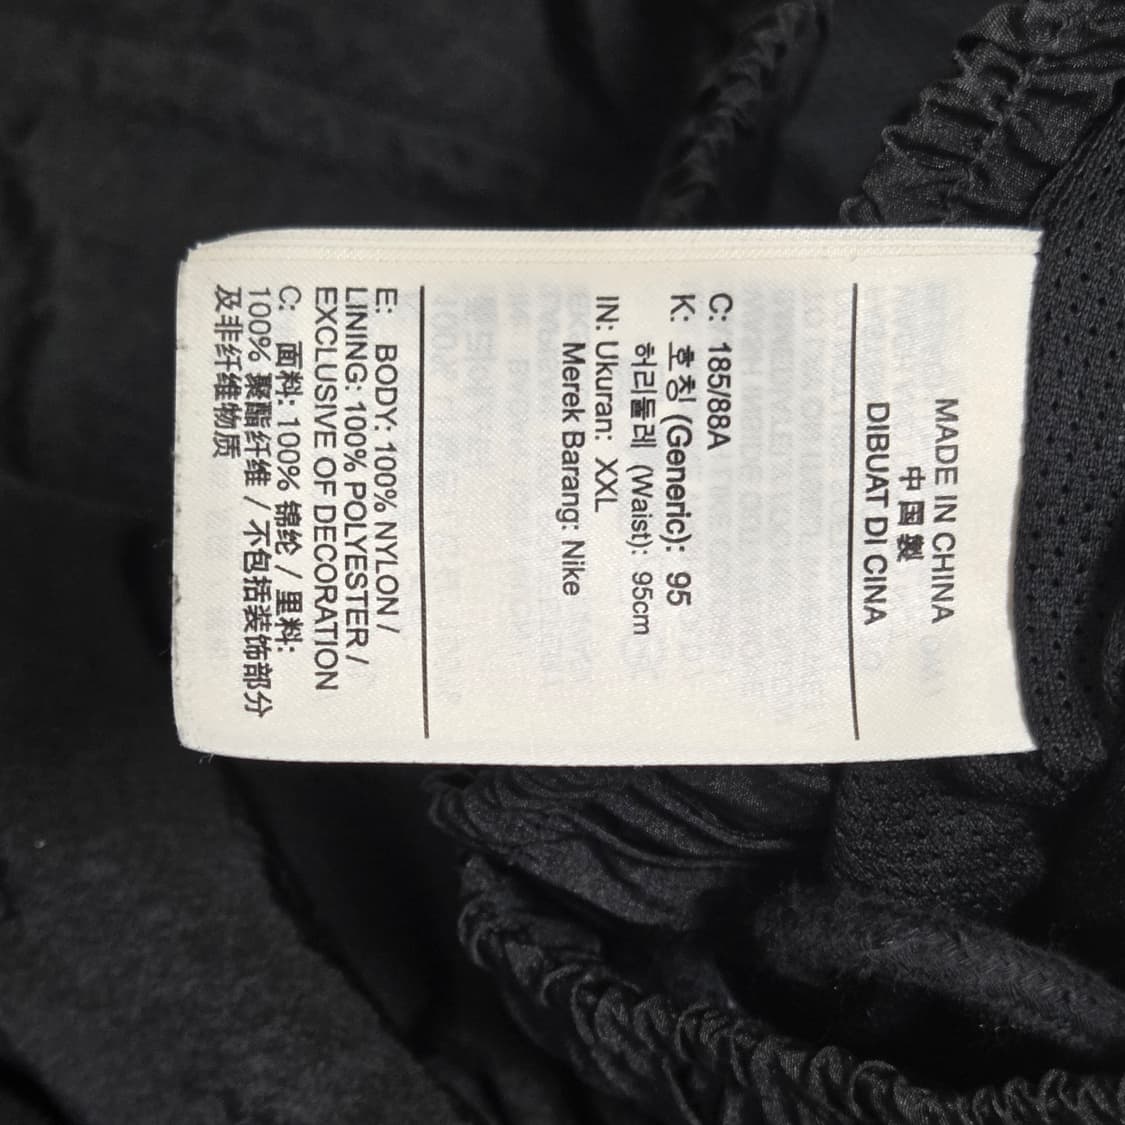 MADE IN CHINA
中国製
DIBUAT DI CINA
C: 185/88A
K: 호칭 (Generic): 95
허리둘레 (Waist): 95cm
IN: Ukuran: XXL
Merek Barang: Nike
E: BODY: 100% NYLON /
LINING: 100% POLYESTER /
EXCLUSIVE OF DECORATION
C: 面料: 100% 锦纶 / 里料:
100% 聚酯纤维 / 不包括装饰部分
及非纤维物质